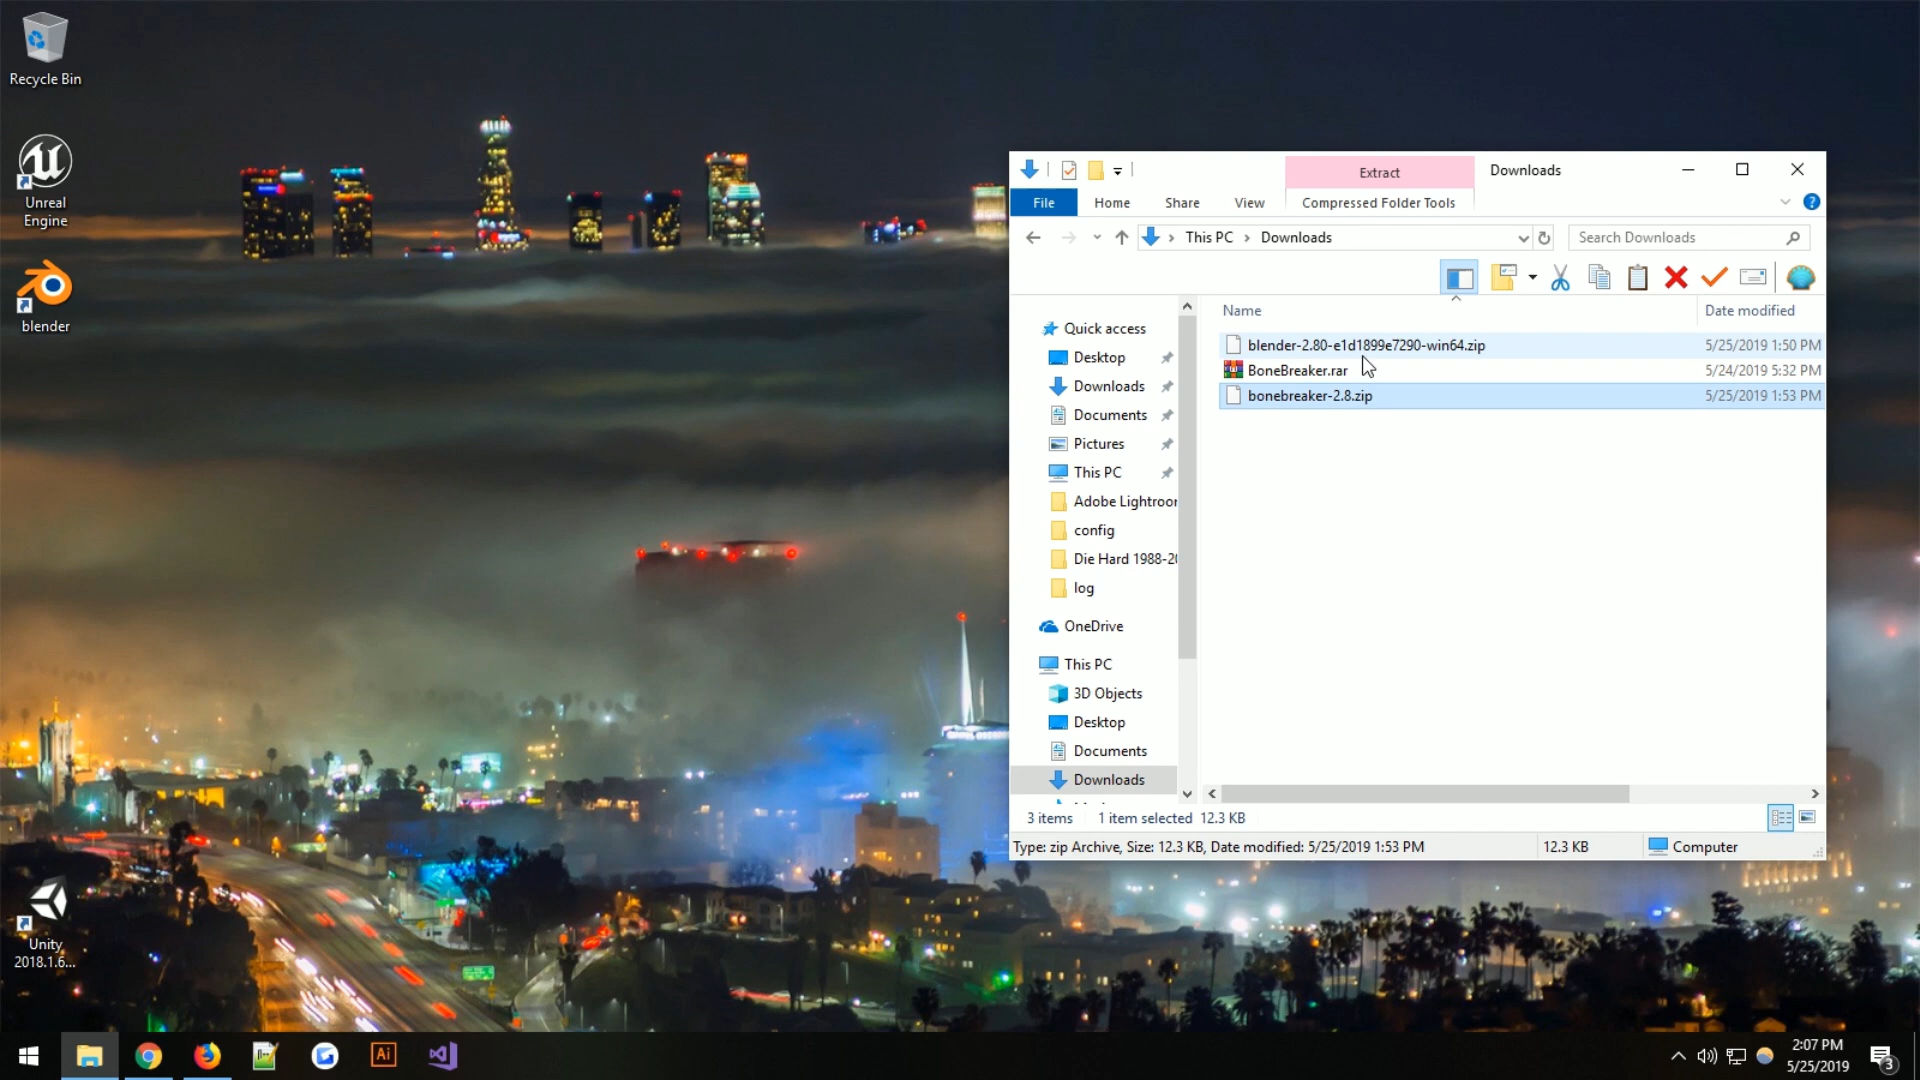 Recycle Bin
Unreal
Engine
blender
Unity
2018.1.6...
Extract
Downloads
File
Home
Share
View
Compressed Folder Tools
This PC
Downloads
Search Downloads
Name
Date modified
Quick access
Desktop
Downloads
Documents
Pictures
This PC
Adobe Lightroor
config
Die Hard 1988-20
log
OneDrive
This PC
3D Objects
Desktop
Documents
Downloads
blender-2.80-e1d1899e7290-win64.zip 5/25/2019 1:50 PM
BoneBreaker.rar 5/24/2019 5:32 PM
bonebreaker-2.8.zip 5/25/2019 1:53 PM
3 items 1 item selected 12.3 KB
Type: zip Archive, Size: 12.3 KB, Date modified: 5/25/2019 1:53 PM 12.3 KB Computer
Ai
2:07 PM
5/25/2019
3